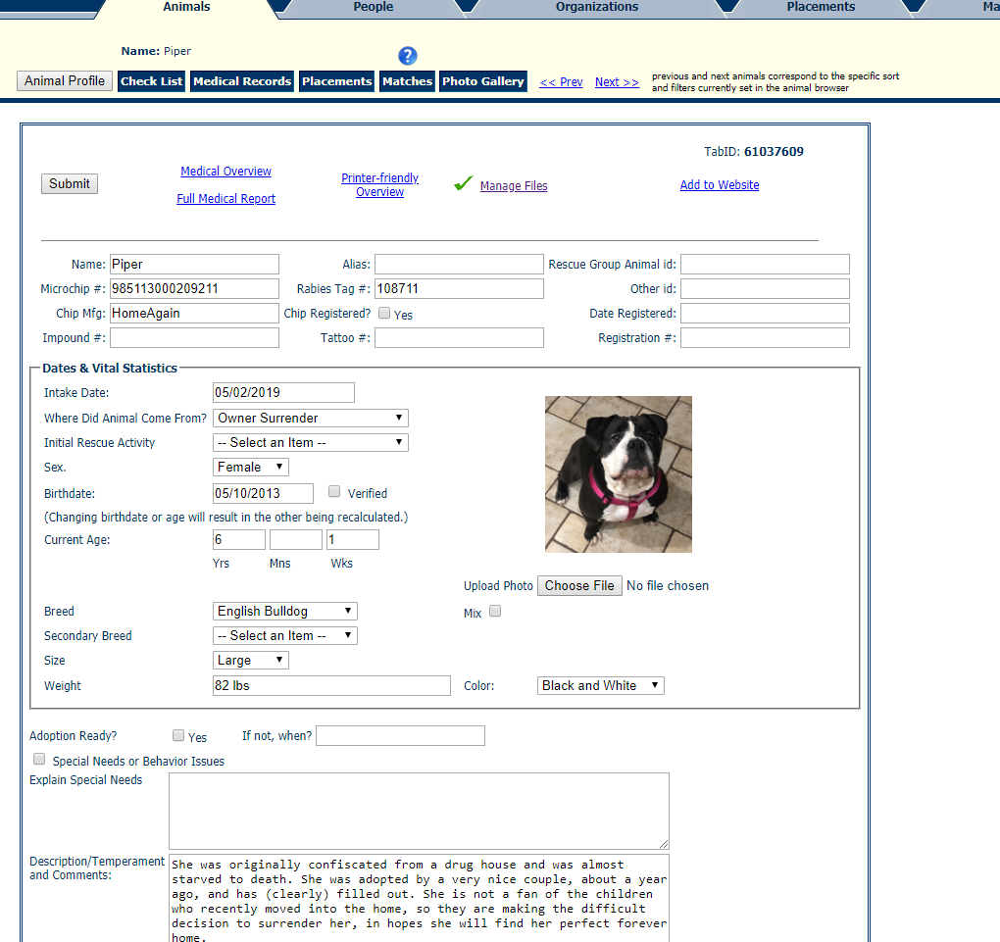 Animals People Organizations Placements Ma
Name: Piper ?
Animal Profile Check List Medical Records Placements Matches Photo Gallery << Prev Next >> previous and next animals correspond to the specific sort
and filters currently set in the animal browser
TabID: 61037609
Submit Medical Overview Printer-friendly Manage Files Add to Website
Full Medical Report Overview
Name: Piper Alias: Rescue Group Animal id:
Microchip #: 985113000209211 Rabies Tag #: 108711 Other id:
Chip Mfg: HomeAgain Chip Registered? Yes Date Registered:
Impound #: Tattoo #: Registration #:
Dates & Vital Statistics
Intake Date: 05/02/2019
Where Did Animal Come From? Owner Surrender
Initial Rescue Activity -- Select an Item --
Sex. Female
Birthdate: 05/10/2013 Verified
(Changing birthdate or age will result in the other being recalculated.)
Current Age: 6 1
Yrs Mns Wks
Upload Photo Choose File No file chosen
Breed English Bulldog Mix
Secondary Breed -- Select an Item --
Size Large
Weight 82 lbs Color: Black and White
Adoption Ready? Yes If not, when?
Special Needs or Behavior Issues
Explain Special Needs
Description/Temperament
and Comments:
She was originally confiscated from a drug house and was almost
starved to death. She was adopted by a very nice couple, about a year
ago, and has (clearly) filled out. She is not a fan of the children
who recently moved into the home, so they are making the difficult
decision to surrender her, in hopes she will find her perfect forever
home.